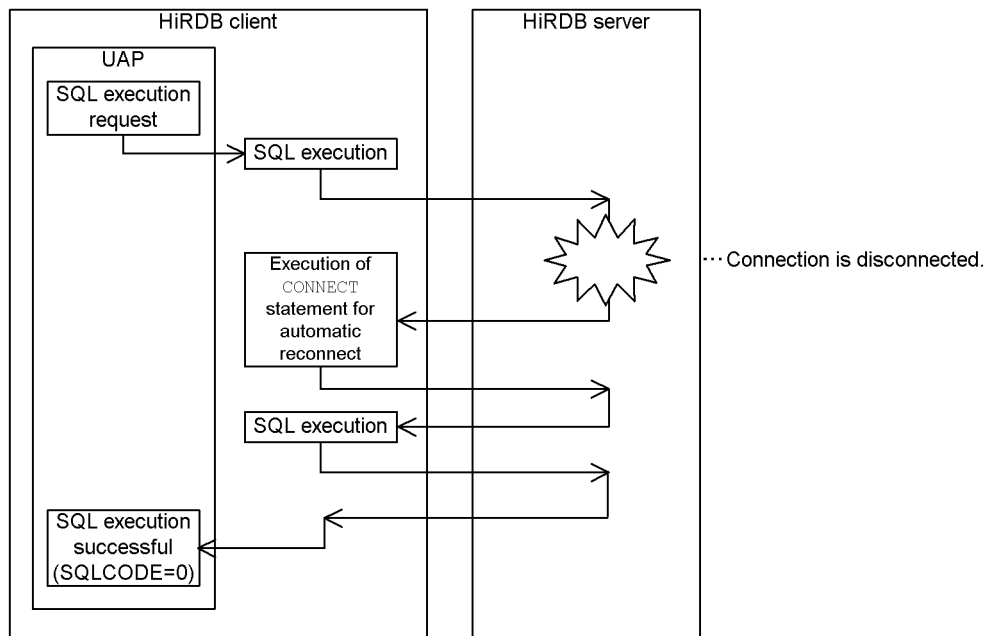 HiRDB client
HiRDB server
UAP
SQL execution
request
SQL execution
··· Connection is disconnected.
Execution of
CONNECT
statement for
automatic
reconnect
SQL execution
SQL execution
successful
(SQLCODE=0)